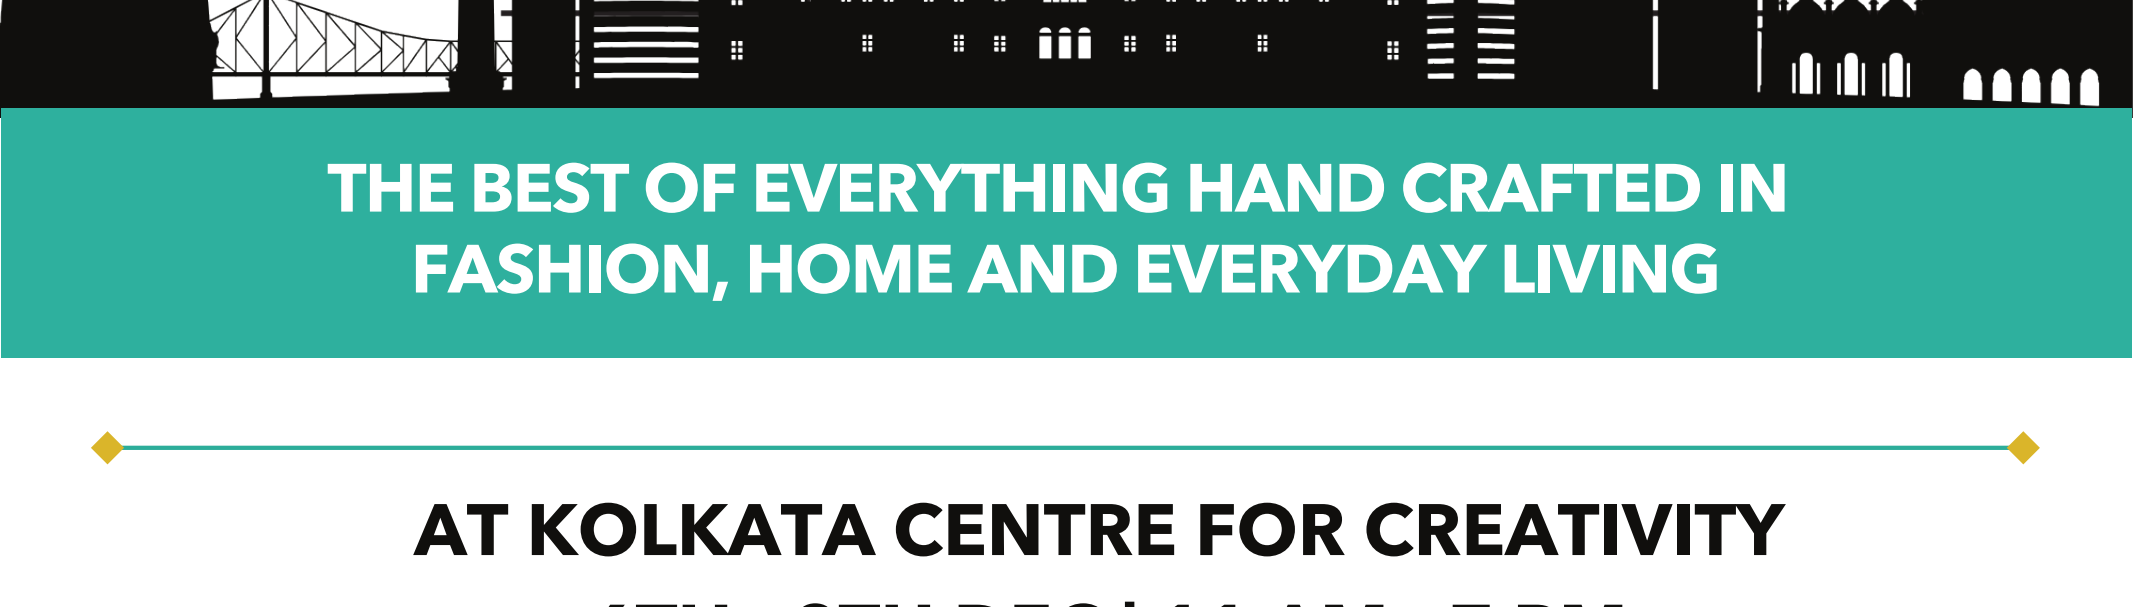 THE BEST OF EVERYTHING HAND CRAFTED IN
FASHION, HOME AND EVERYDAY LIVING
AT KOLKATA CENTRE FOR CREATIVITY